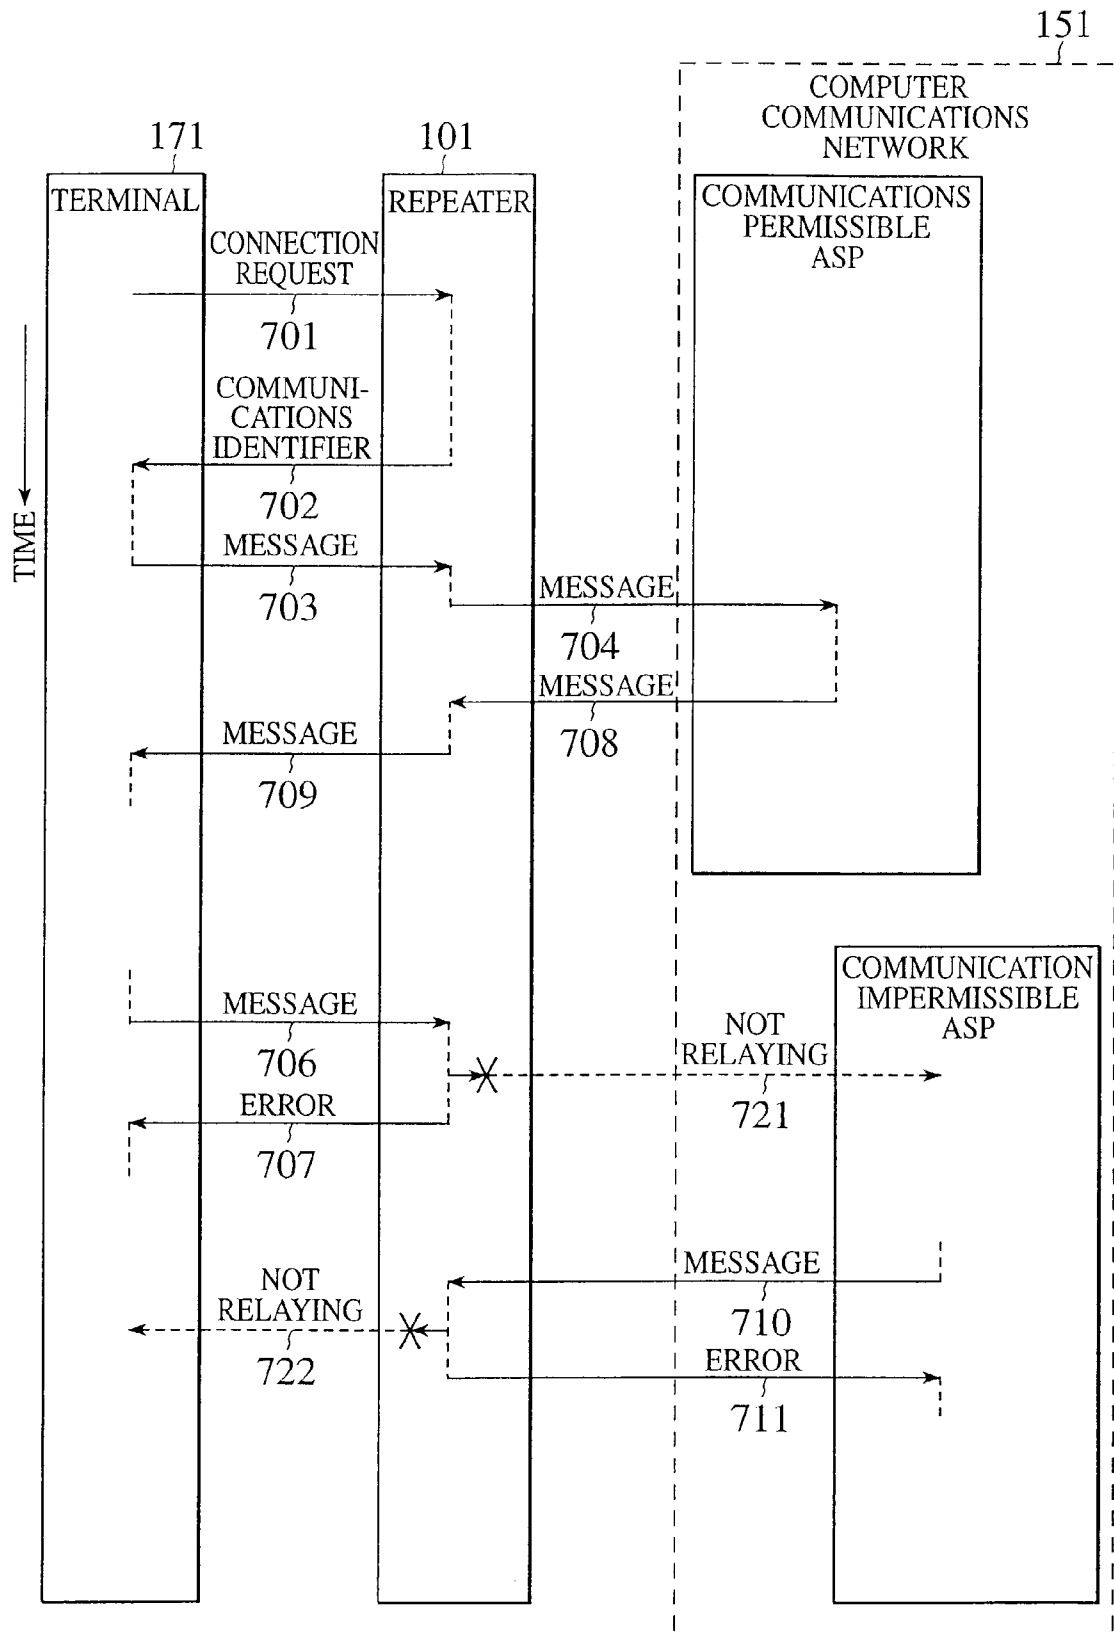 151
COMPUTER
COMMUNICATIONS
NETWORK
171
101
TERMINAL
REPEATER
COMMUNICATIONS
PERMISSIBLE
ASP
CONNECTION
REQUEST
701
COMMUNI-
CATIONS
IDENTIFIER
702
TIME
MESSAGE
703
MESSAGE
704
MESSAGE
708
MESSAGE
709
COMMUNICATION
IMPERMISSIBLE
ASP
MESSAGE
706
NOT
RELAYING
721
ERROR
707
MESSAGE
710
NOT
RELAYING
722
ERROR
711